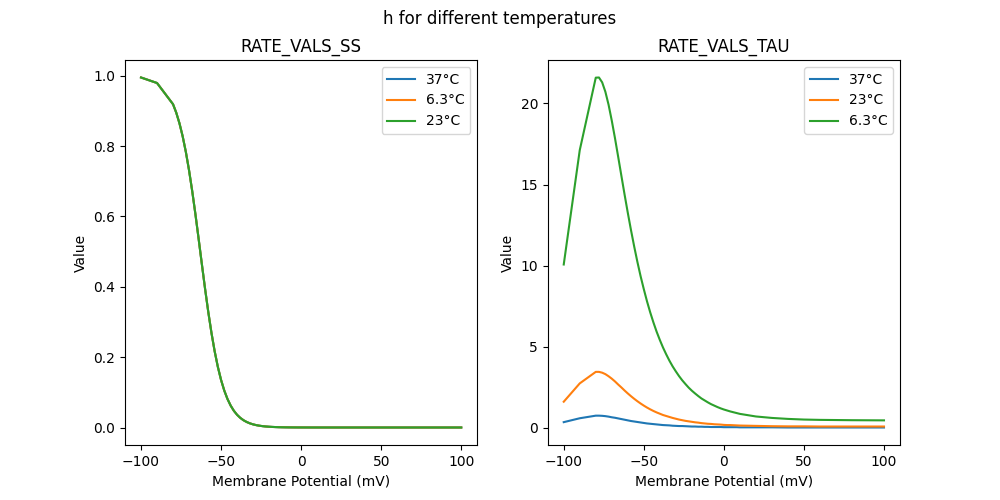 h for different temperatures
RATE_VALS_SS
1.0
0.8
0.6
0.4
0.2
0.0
Value
−100
−50
0
50
100
Membrane Potential (mV)
37°C
6.3°C
23°C
RATE_VALS_TAU
20
15
10
5
0
Value
−100
−50
0
50
100
Membrane Potential (mV)
37°C
23°C
6.3°C